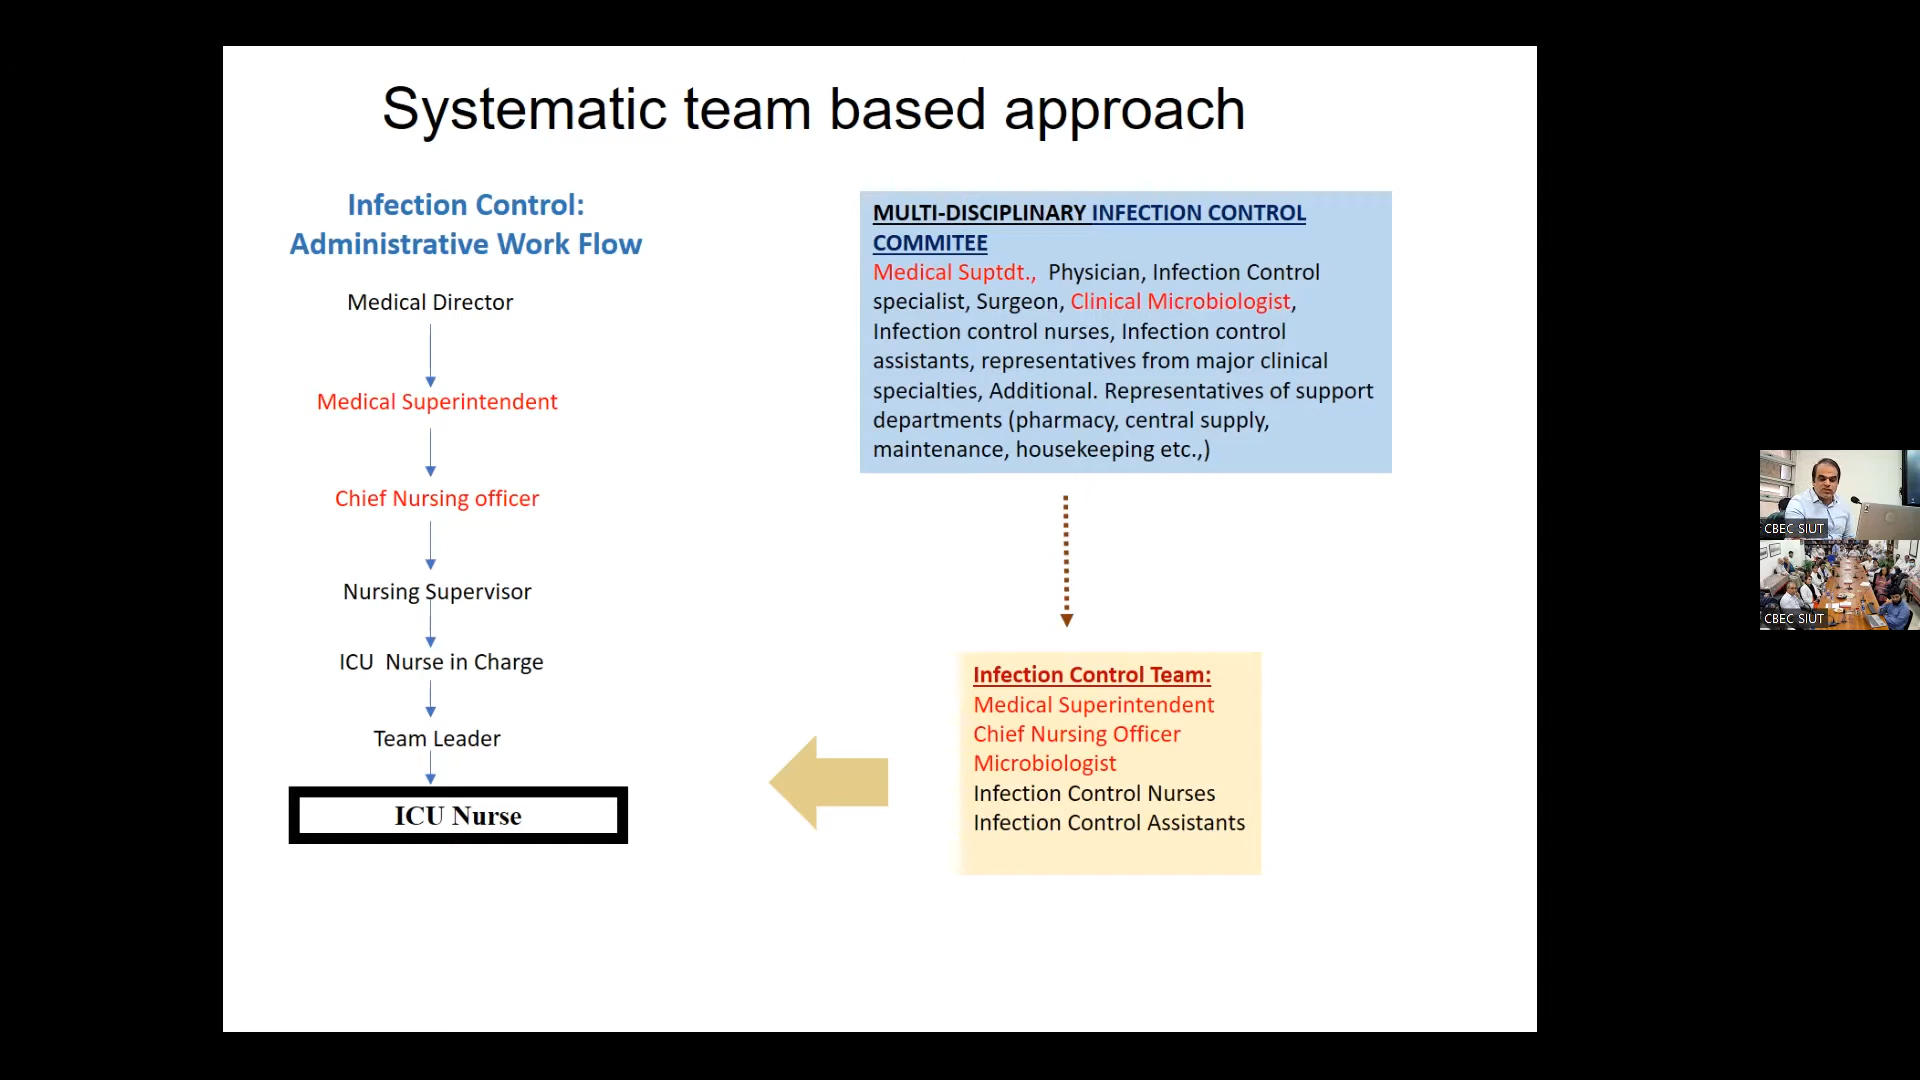 Systematic team based approach
Infection Control:
Administrative Work Flow
Medical Director
Medical Superintendent
Chief Nursing officer
Nursing Supervisor
ICU  Nurse in Charge
Team Leader
ICU Nurse
MULTI-DISCIPLINARY INFECTION CONTROL
COMMITEE
Medical Suptdt.,  Physician, Infection Control
specialist, Surgeon, Clinical Microbiologist,
Infection control nurses, Infection control
assistants, representatives from major clinical
specialties, Additional. Representatives of support
departments (pharmacy, central supply,
maintenance, housekeeping etc.,)
Infection Control Team:
Medical Superintendent
Chief Nursing Officer
Microbiologist
Infection Control Nurses
Infection Control Assistants
CBEC SIUT
CBEC SIUT